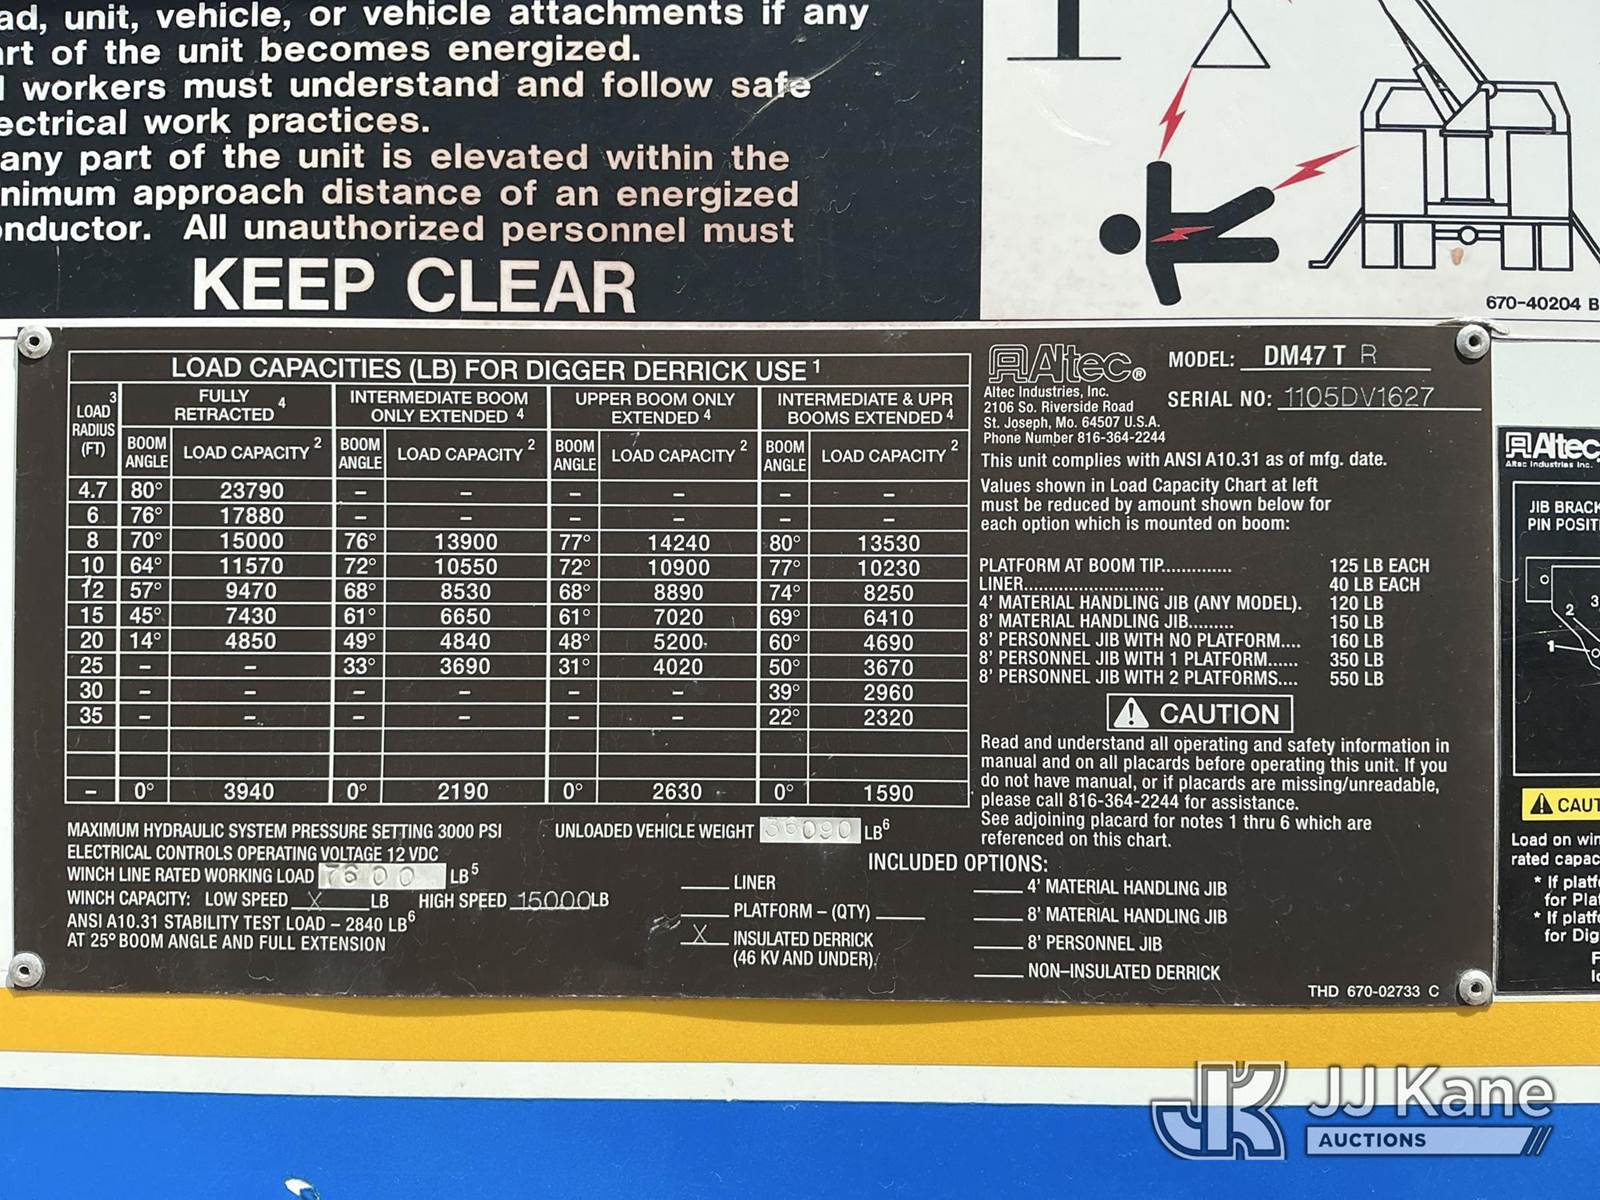 ad, unit, vehicle, or vehicle attachments if any
art of the unit becomes energized.
l workers must understand and follow safe
ectrical work practices.
any part of the unit is elevated within the
nimum approach distance of an energized
onductor. All unauthorized personnel must
KEEP CLEAR
670-40204 B
LOAD CAPACITIES (LB) FOR DIGGER DERRICK USE 1
LOAD 3 RADIUS (FT) | FULLY RETRACTED 4 | INTERMEDIATE BOOM ONLY EXTENDED 4 | UPPER BOOM ONLY EXTENDED 4 | INTERMEDIATE & UPR BOOMS EXTENDED 4
BOOM ANGLE | LOAD CAPACITY 2 | BOOM ANGLE | LOAD CAPACITY 2 | BOOM ANGLE | LOAD CAPACITY 2 | BOOM ANGLE | LOAD CAPACITY 2
4.7 80° 23790 – – – – – –
6 76° 17880 – – – – – –
8 70° 15000 76° 13900 77° 14240 80° 13530
10 64° 11570 72° 10550 72° 10900 77° 10230
12 57° 9470 68° 8530 68° 8890 74° 8250
15 45° 7430 61° 6650 61° 7020 69° 6410
20 14° 4850 49° 4840 48° 5200 60° 4690
25 – – 33° 3690 31° 4020 50° 3670
30 – – – – – – 39° 2960
35 – – – – – – 22° 2320
– 0° 3940 0° 2190 0° 2630 0° 1590
MAXIMUM HYDRAULIC SYSTEM PRESSURE SETTING 3000 PSI
ELECTRICAL CONTROLS OPERATING VOLTAGE 12 VDC
WINCH LINE RATED WORKING LOAD 7600 LB5
WINCH CAPACITY: LOW SPEED X LB HIGH SPEED 15000 LB
ANSI A10.31 STABILITY TEST LOAD – 2840 LB6
AT 25° BOOM ANGLE AND FULL EXTENSION
UNLOADED VEHICLE WEIGHT 36090 LB6
INCLUDED OPTIONS:
LINER
PLATFORM – (QTY)
X INSULATED DERRICK
(46 KV AND UNDER)
4' MATERIAL HANDLING JIB
8' MATERIAL HANDLING JIB
8' PERSONNEL JIB
NON–INSULATED DERRICK
THD 670-02733 C
Altec®
Altec Industries, Inc.
2106 So. Riverside Road
St. Joseph, Mo. 64507 U.S.A.
Phone Number 816-364-2244
MODEL: DM47 T R
SERIAL NO: 1105DV1627
This unit complies with ANSI A10.31 as of mfg. date.
Values shown in Load Capacity Chart at left
must be reduced by amount shown below for
each option which is mounted on boom:
PLATFORM AT BOOM TIP.............. 125 LB EACH
LINER............................ 40 LB EACH
4' MATERIAL HANDLING JIB (ANY MODEL). 120 LB
8' MATERIAL HANDLING JIB......... 150 LB
8' PERSONNEL JIB WITH NO PLATFORM.... 160 LB
8' PERSONNEL JIB WITH 1 PLATFORM...... 350 LB
8' PERSONNEL JIB WITH 2 PLATFORMS.... 550 LB
CAUTION
Read and understand all operating and safety information in
manual and on all placards before operating this unit. If you
do not have manual, or if placards are missing/unreadable,
please call 816-364-2244 for assistance.
See adjoining placard for notes 1 thru 6 which are
referenced on this chart.
Altec
Altec Industries Inc.
JIB BRACK
PIN POSITI
3
2
1
CAUT
Load on win
rated capac
* If platfo
for Plat
* If platfo
for Dig
JK JJ Kane
AUCTIONS